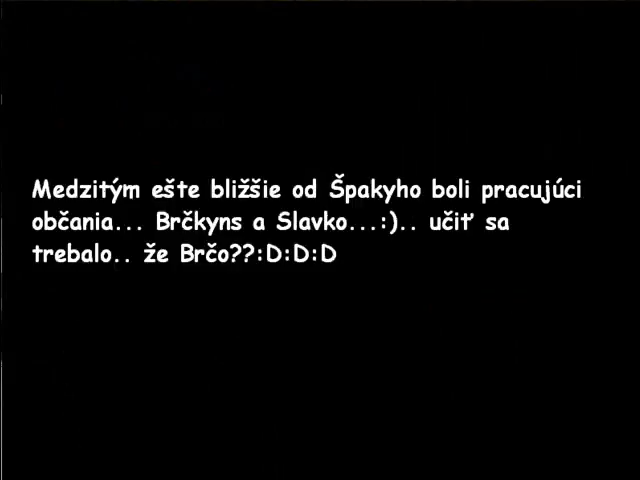 Medzitým ešte bližšie od Špakyho boli pracujúci
občania... Brčkyns a Slavko...:).. učiť sa
trebalo.. že Brčo??:D:D:D